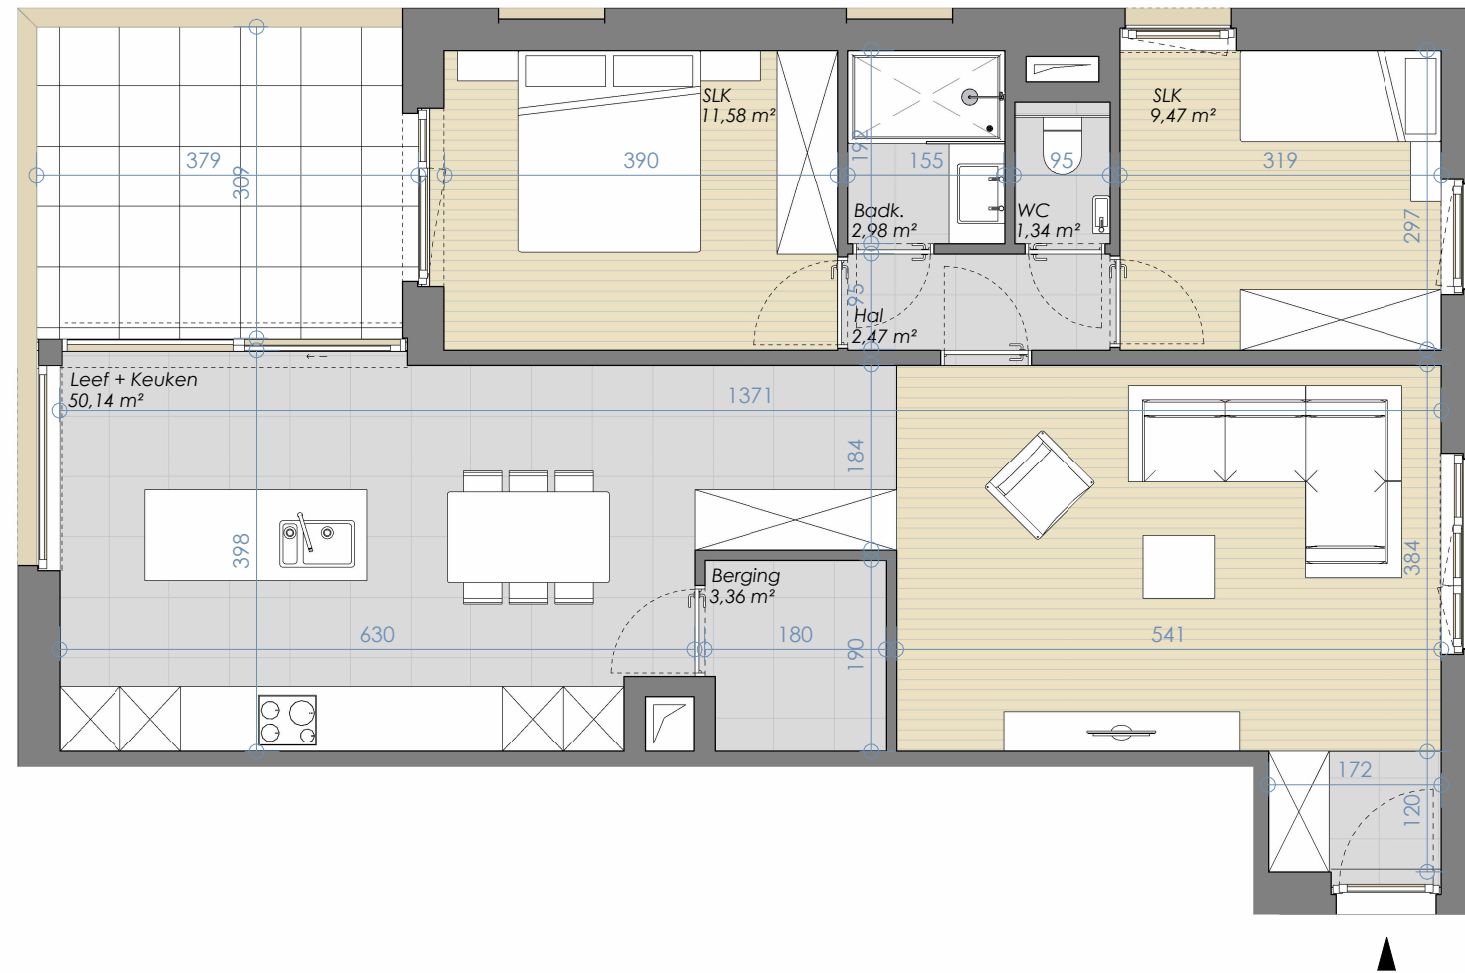 SLK
11,58 m²
SLK
9,47 m²
379
309
390
192
155
95
319
297
Badk.
2,98 m²
WC
1,34 m²
95
Hal
2,47 m²
Leef + Keuken
50,14 m²
1371
184
398
384
Berging
3,36 m²
630
180
190
541
172
120